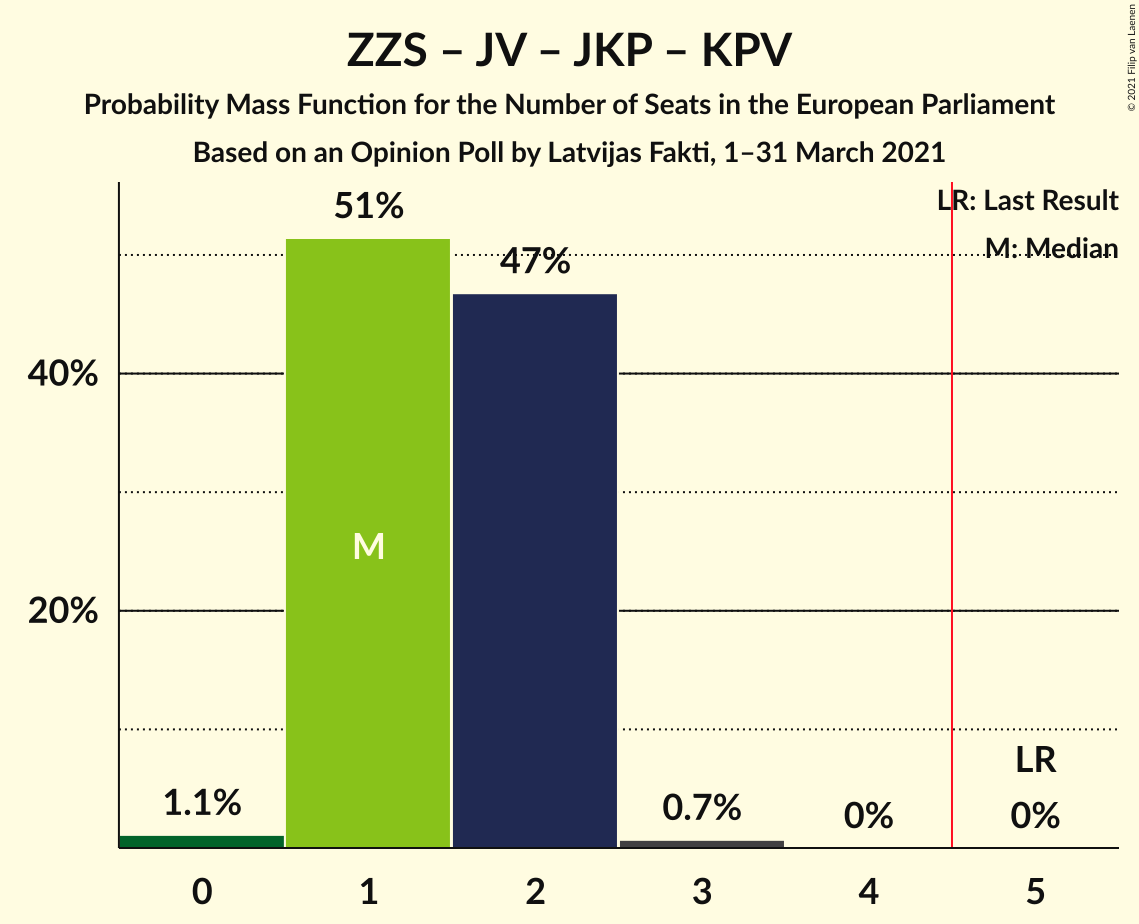 ZZS – JV – JKP – KPV
Probability Mass Function for the Number of Seats in the European Parliament
Based on an Opinion Poll by Latvijas Fakti, 1–31 March 2021
© 2021 Filip van Laenen
LR: Last Result
M: Median
51%
47%
40%
M
20%
LR
1.1%
0.7%
0%
0%
0
1
2
3
4
5